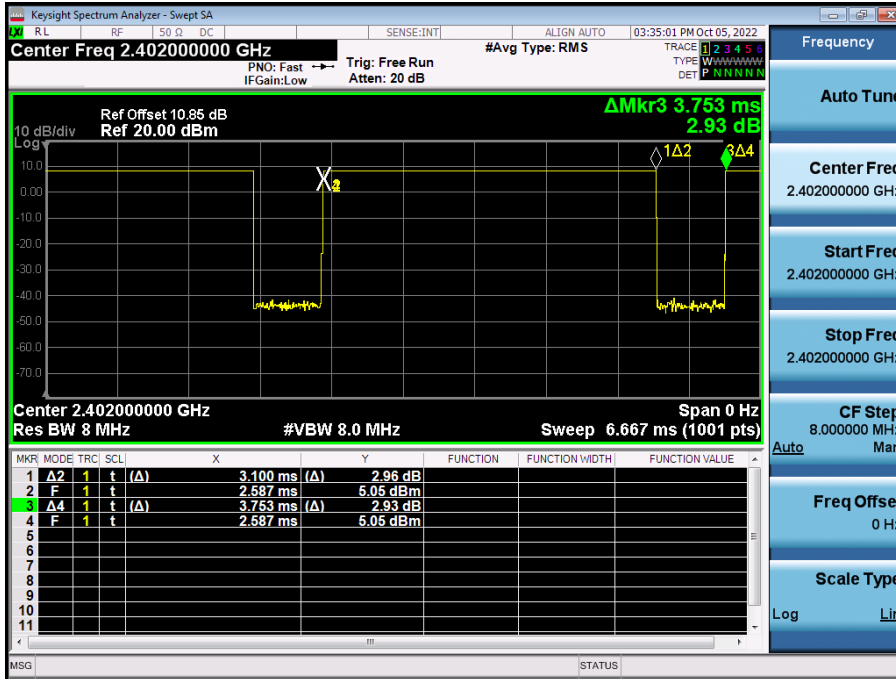 Keysight Spectrum Analyzer - Swept SA
LXI RL RF 50 Ω DC SENSE:INT ALIGN AUTO 03:35:01 PM Oct 05, 2022
Center Freq 2.402000000 GHz
PNO: Fast
IFGain:Low
Trig: Free Run
Atten: 20 dB
#Avg Type: RMS
TRACE 1 2 3 4 5 6
TYPE WWWWWWW
DET P N N N N N
ΔMkr3 3.753 ms
2.93 dB
Ref Offset 10.85 dB
10 dB/div Ref 20.00 dBm
Log
1Δ2 3Δ4
10.0
0.00
-10.0
-20.0
-30.0
-40.0
-50.0
-60.0
-70.0
Center 2.402000000 GHz Span 0 Hz
Res BW 8 MHz #VBW 8.0 MHz Sweep 6.667 ms (1001 pts)
MKR MODE TRC SCL X Y FUNCTION FUNCTION WIDTH FUNCTION VALUE
1 Δ2 1 t (Δ) 3.100 ms (Δ) 2.96 dB
2 F 1 t 2.587 ms 5.05 dBm
3 Δ4 1 t (Δ) 3.753 ms (Δ) 2.93 dB
4 F 1 t 2.587 ms 5.05 dBm
5
6
7
8
9
10
11
MSG STATUS
Frequency
Auto Tune
Center Freq
2.402000000 GHz
Start Freq
2.402000000 GHz
Stop Freq
2.402000000 GHz
CF Step
8.000000 MHz
Auto Man
Freq Offset
0 Hz
Scale Type
Log Lin